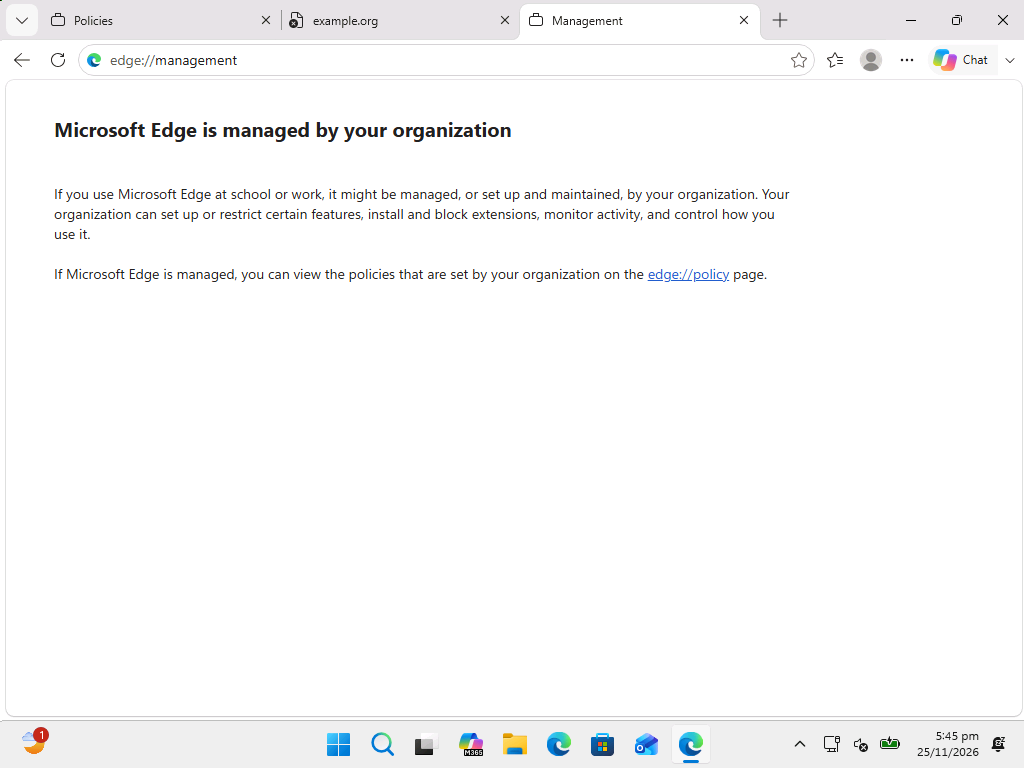 Policies
example.org
Management
edge://management
Chat
Microsoft Edge is managed by your organization
If you use Microsoft Edge at school or work, it might be managed, or set up and maintained, by your organization. Your
organization can set up or restrict certain features, install and block extensions, monitor activity, and control how you
use it.
If Microsoft Edge is managed, you can view the policies that are set by your organization on the edge://policy page.
1
M365
5:45 pm
25/11/2026